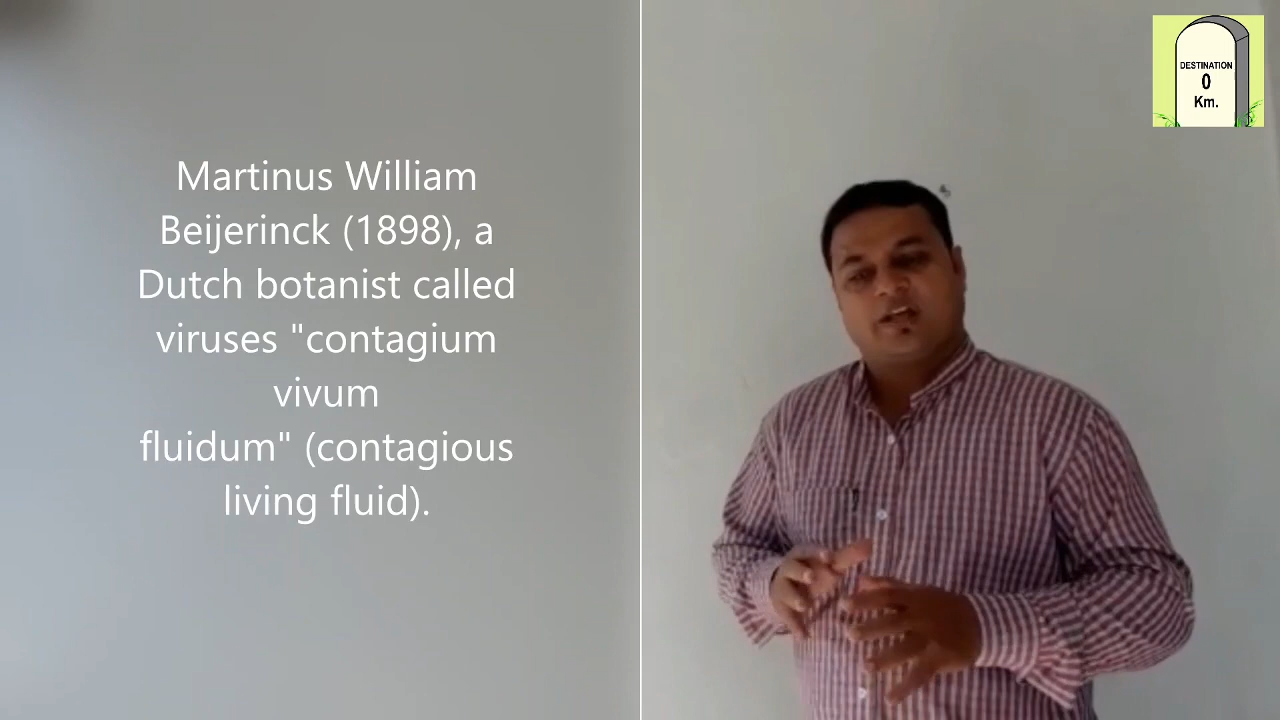 Martinus William
Beijerinck (1898), a
Dutch botanist called
viruses "contagium
vivum
fluidum" (contagious
living fluid).
DESTINATION
0
Km.